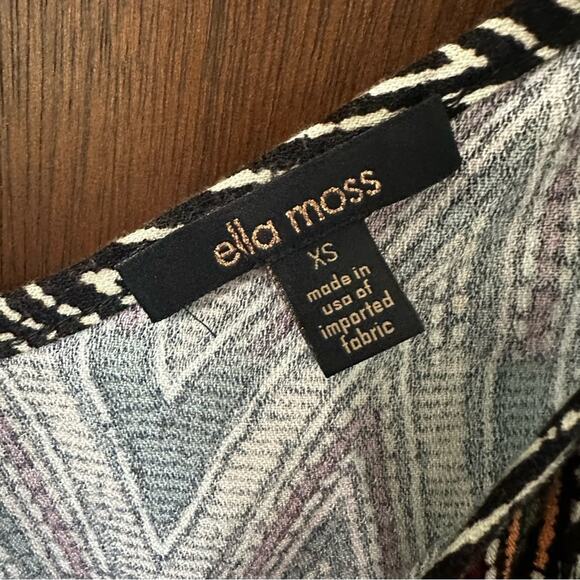 ella moss
XS
made in
usa of
imported
fabric